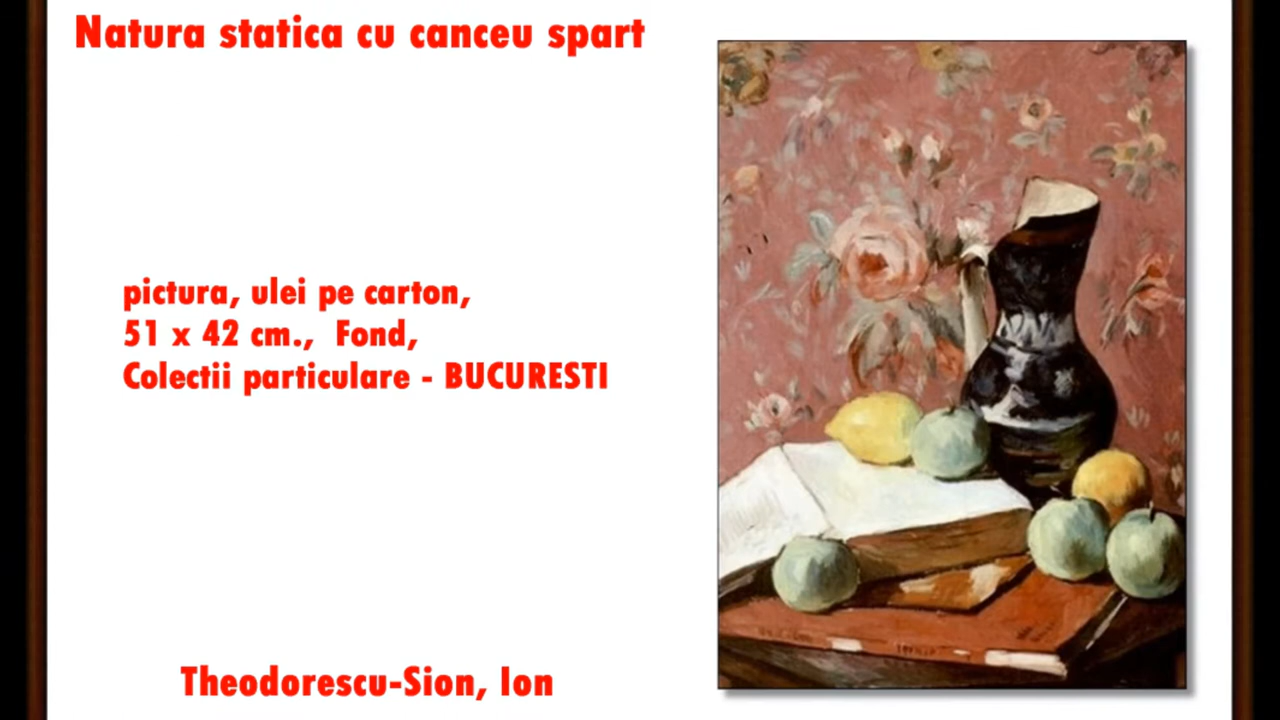 Natura statica cu canceu spart
pictura, ulei pe carton,
51 x 42 cm., Fond,
Colectii particulare - BUCURESTI
Theodorescu-Sion, Ion